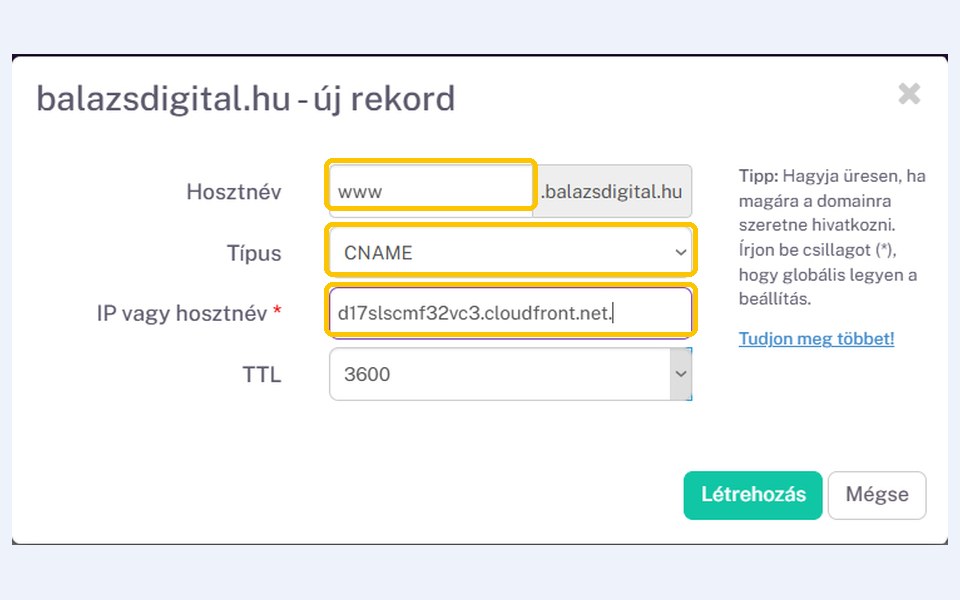 balazsdigital.hu - új rekord
Hosztnév
www
.balazsdigital.hu
Típus
CNAME
IP vagy hosztnév *
d17slscmf32vc3.cloudfront.net.
TTL
3600
Tipp: Hagyja üresen, ha
magára a domainra
szeretne hivatkozni.
Írjon be csillagot (*),
hogy globális legyen a
beállítás.
Tudjon meg többet!
Létrehozás
Mégse